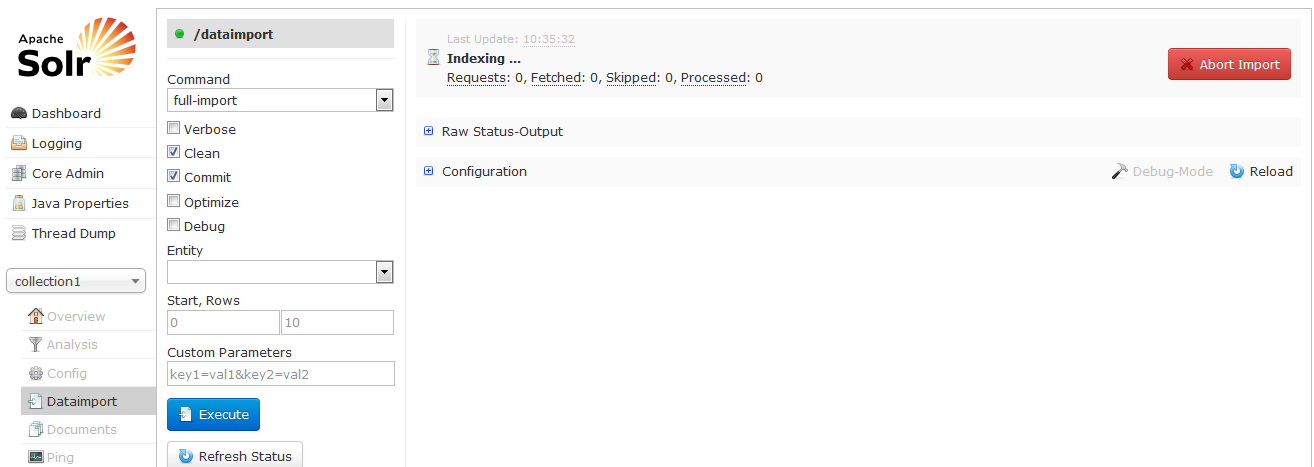 Apache
Solr
Dashboard
Logging
Core Admin
Java Properties
Thread Dump
collection1
Overview
Analysis
Config
Dataimport
Documents
Ping
/dataimport
Command
full-import
Verbose
Clean
Commit
Optimize
Debug
Entity
Start, Rows
0 10
Custom Parameters
key1=val1&key2=val2
Execute
Refresh Status
Last Update: 10:35:32
Indexing ...
Requests: 0, Fetched: 0, Skipped: 0, Processed: 0
Abort Import
Raw Status-Output
Configuration Debug-Mode Reload